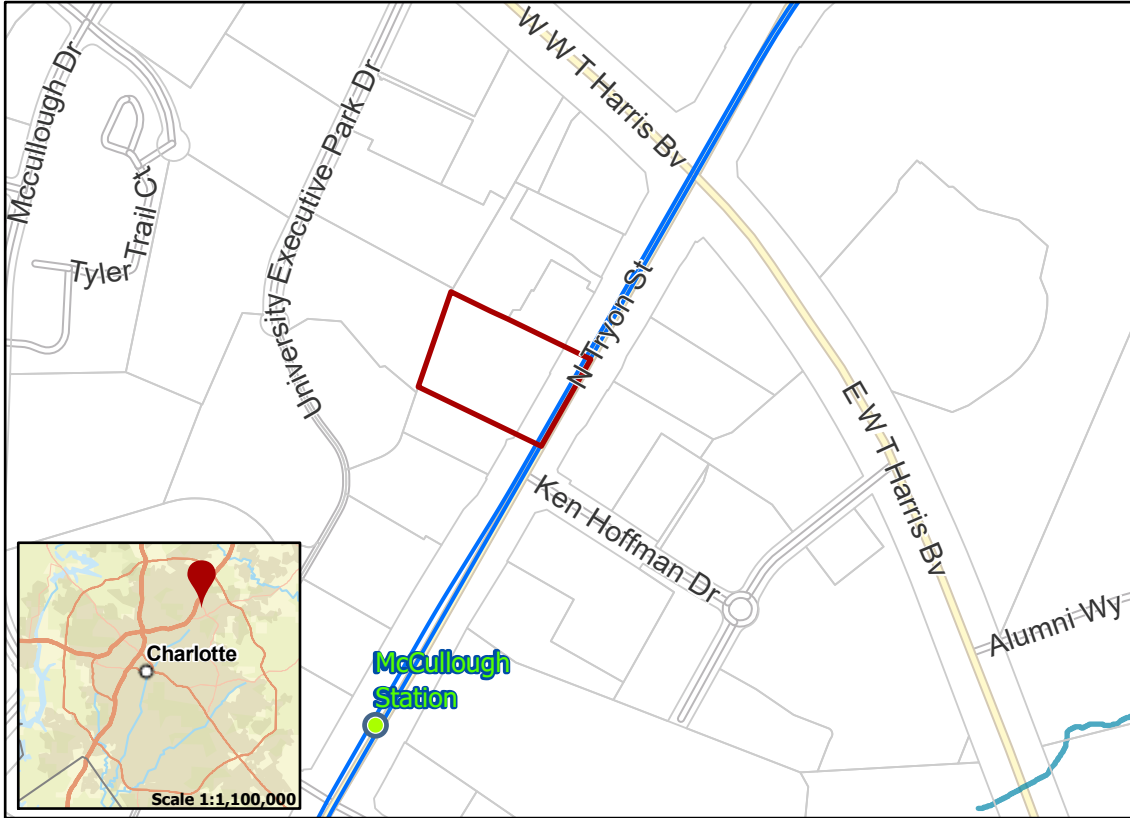 W W T Harris Bv
Mccullough Dr
University Executive Park Dr
Tyler Trail Ct
N Tryon St
E W T Harris Bv
Ken Hoffman Dr
Alumni Wy
McCullough
Station
Charlotte
Scale 1:1,100,000